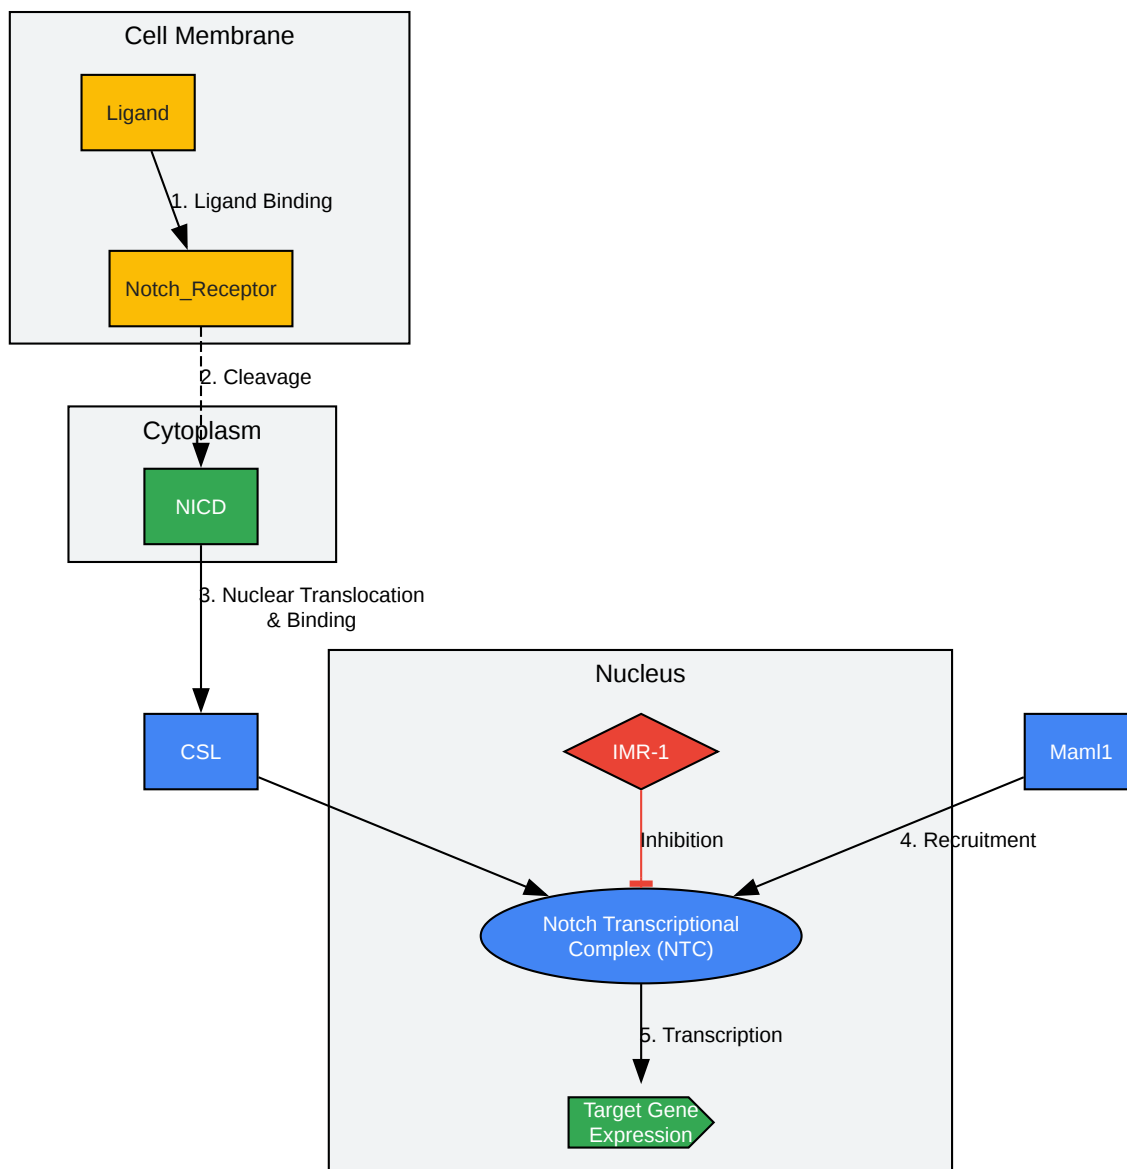 Cell Membrane
Ligand
1. Ligand Binding
Notch_Receptor
2. Cleavage
Cytoplasm
NICD
3. Nuclear Translocation
& Binding
Nucleus
CSL
IMR-1
Maml1
Inhibition
4. Recruitment
Notch Transcriptional
Complex (NTC)
5. Transcription
Target Gene
Expression